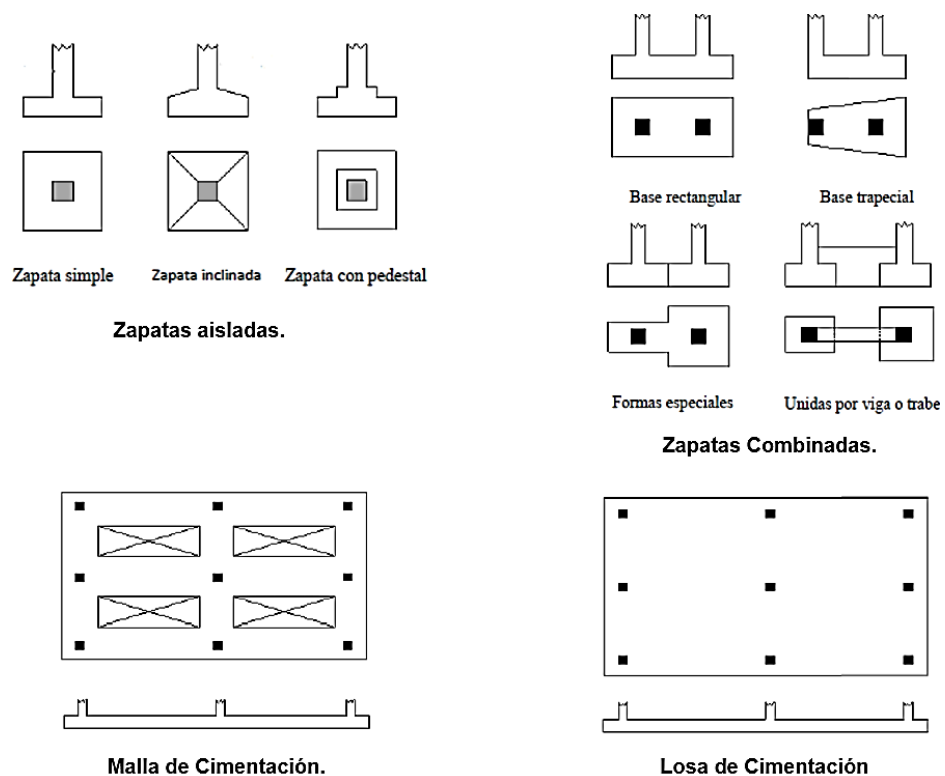 Zapata simple
Zapata inclinada
Zapata con pedestal
Zapatas aisladas.
Base rectangular
Base trapecial
Formas especiales
Unidas por viga o trabe
Zapatas Combinadas.
Malla de Cimentación.
Losa de Cimentación